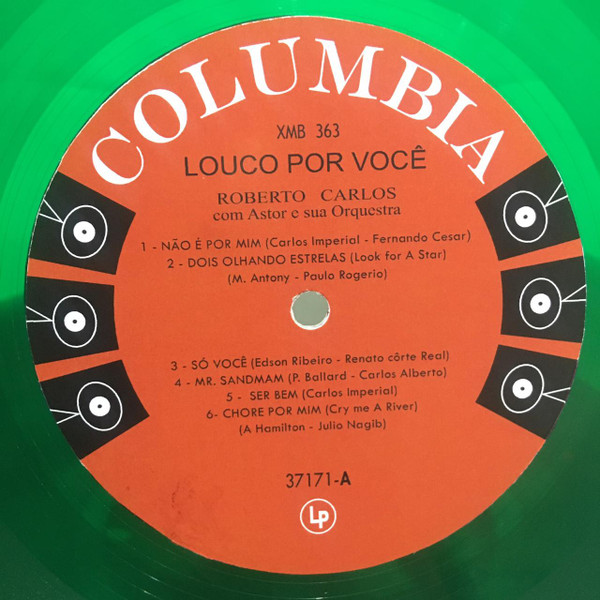 COLUMBIA
XMB 363
LOUCO POR VOCÊ
ROBERTO CARLOS
com Astor e sua Orquestra
1 - NÃO É POR MIM (Carlos Imperial - Fernando Cesar)
2 - DOIS OLHANDO ESTRELAS (Look for A Star)
(M. Antony - Paulo Rogerio)
3 - SÓ VOCÊ (Edson Ribeiro - Renato côrte Real)
4 - MR. SANDMAM (P. Ballard - Carlos Alberto)
5 - SER BEM (Carlos Imperial)
6- CHORE POR MIM (Cry me A River)
(A Hamilton - Julio Nagib)
37171-A
Lp